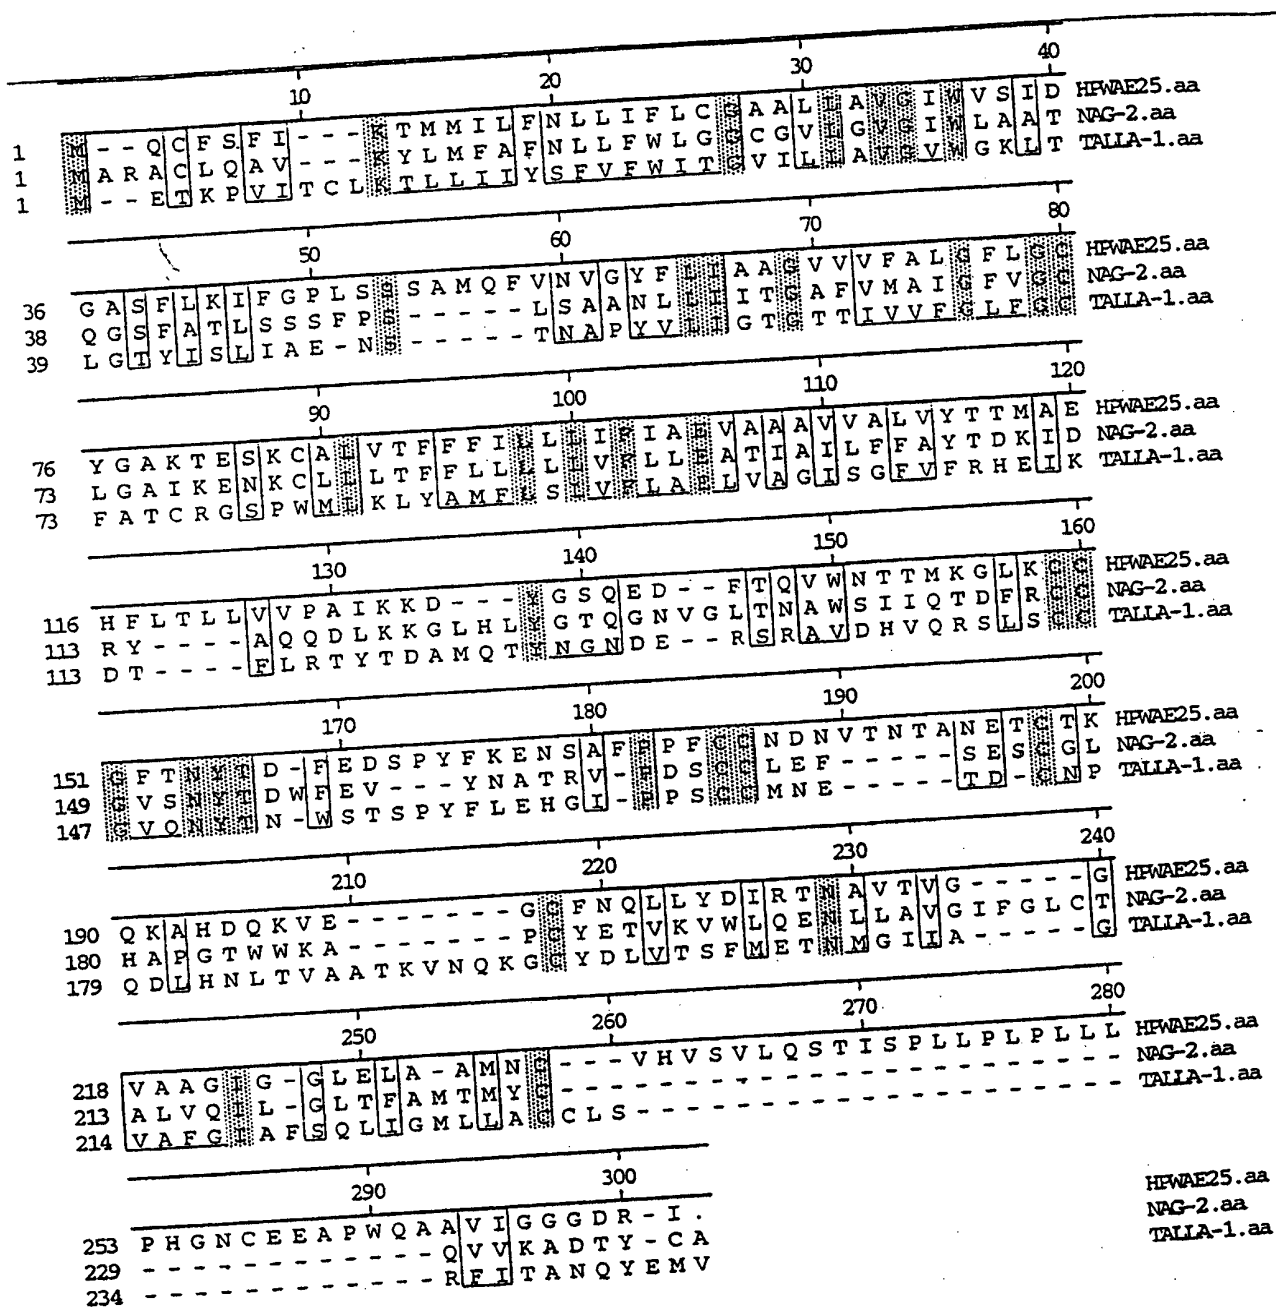 10 20 30 40
1 M - - Q C F S F I - - - K T M M I L F N L L I F L C G A A L L A V G I W V S I D HPWAE25.aa
1 M A R A C L Q A V - - - K Y L M F A F N L L F W L G G C G V L G V G I W L A A T NAG-2.aa
1 M - - E T K P V I T C L K T L L I I Y S F V F W I T G V I L L A V G V W G K L T TALLA-1.aa
50 60 70 80
36 G A S F L K I F G P L S S S A M Q F V N V G Y F L I A A G V V V F A L G F L G C HPWAE25.aa
38 Q G S F A T L S S S F P S - - - - - L S A A N L L I I T G A F V M A I G F V G C NAG-2.aa
39 L G T Y I S L I A E - N S - - - - - T N A P Y V L I G T G T T I V V F G L F G C TALLA-1.aa
90 100 110 120
76 Y G A K T E S K C A L V T F F F I L L L I F I A E V A A A V V A L V Y T T M A E HPWAE25.aa
73 L G A I K E N K C L L L T F F L L L L L V F L L E A T I A I L F F A Y T D K I D NAG-2.aa
73 F A T C R G S P W M L K L Y A M F L S L V F L A E L V A G I S G F V F R H E I K TALLA-1.aa
130 140 150 160
116 H F L T L L V V P A I K K D - - - Y G S Q E D - - F T Q V W N T T M K G L K C C HPWAE25.aa
113 R Y - - - - A Q Q D L K K G L H L Y G T Q G N V G L T N A W S I I Q T D F R C C NAG-2.aa
113 D T - - - - F L R T Y T D A M Q T Y N G N D E - - R S R A V D H V Q R S L S C C TALLA-1.aa
170 180 190 200
151 G F T N Y T D - F E D S P Y F K E N S A F P P F C C N D N V T N T A N E T C T K HPWAE25.aa
149 G V S N Y T D W F E V - - - Y N A T R V - P D S C C L E F - - - - - S E S C G L NAG-2.aa
147 G V Q N Y T N - W S T S P Y F L E H G I - P P S C C M N E - - - - - T D - C N P TALLA-1.aa
210 220 230 240
190 Q K A H D Q K V E - - - - - - - G C F N Q L L Y D I R T N A V T V G - - - - - G HPWAE25.aa
180 H A P G T W W K A - - - - - - - P C Y E T V K V W L Q E N L L A V G I F G L C T NAG-2.aa
179 Q D L H N L T V A A T K V N Q K G C Y D L V T S F M E T N M G I I A - - - - - G TALLA-1.aa
250 260 270 280
218 V A A G I G - G L E L A - A M N C - - - V H V S V L Q S T I S P L L P L P L L L HPWAE25.aa
213 A L V Q I L - G L T F A M T M Y C - - - - - - - - - - - - - - - - - - - - - - - NAG-2.aa
214 V A F G I A F S Q L I G M L L A C C L S - - - - - - - - - - - - - - - - - - - - TALLA-1.aa
290 300
253 P H G N C E E A P W Q A A V I G G G D R - I . HPWAE25.aa
229 - - - - - - - - - - - - Q V V K A D T Y - C A NAG-2.aa
234 - - - - - - - - - - - - R F I T A N Q Y E M V TALLA-1.aa